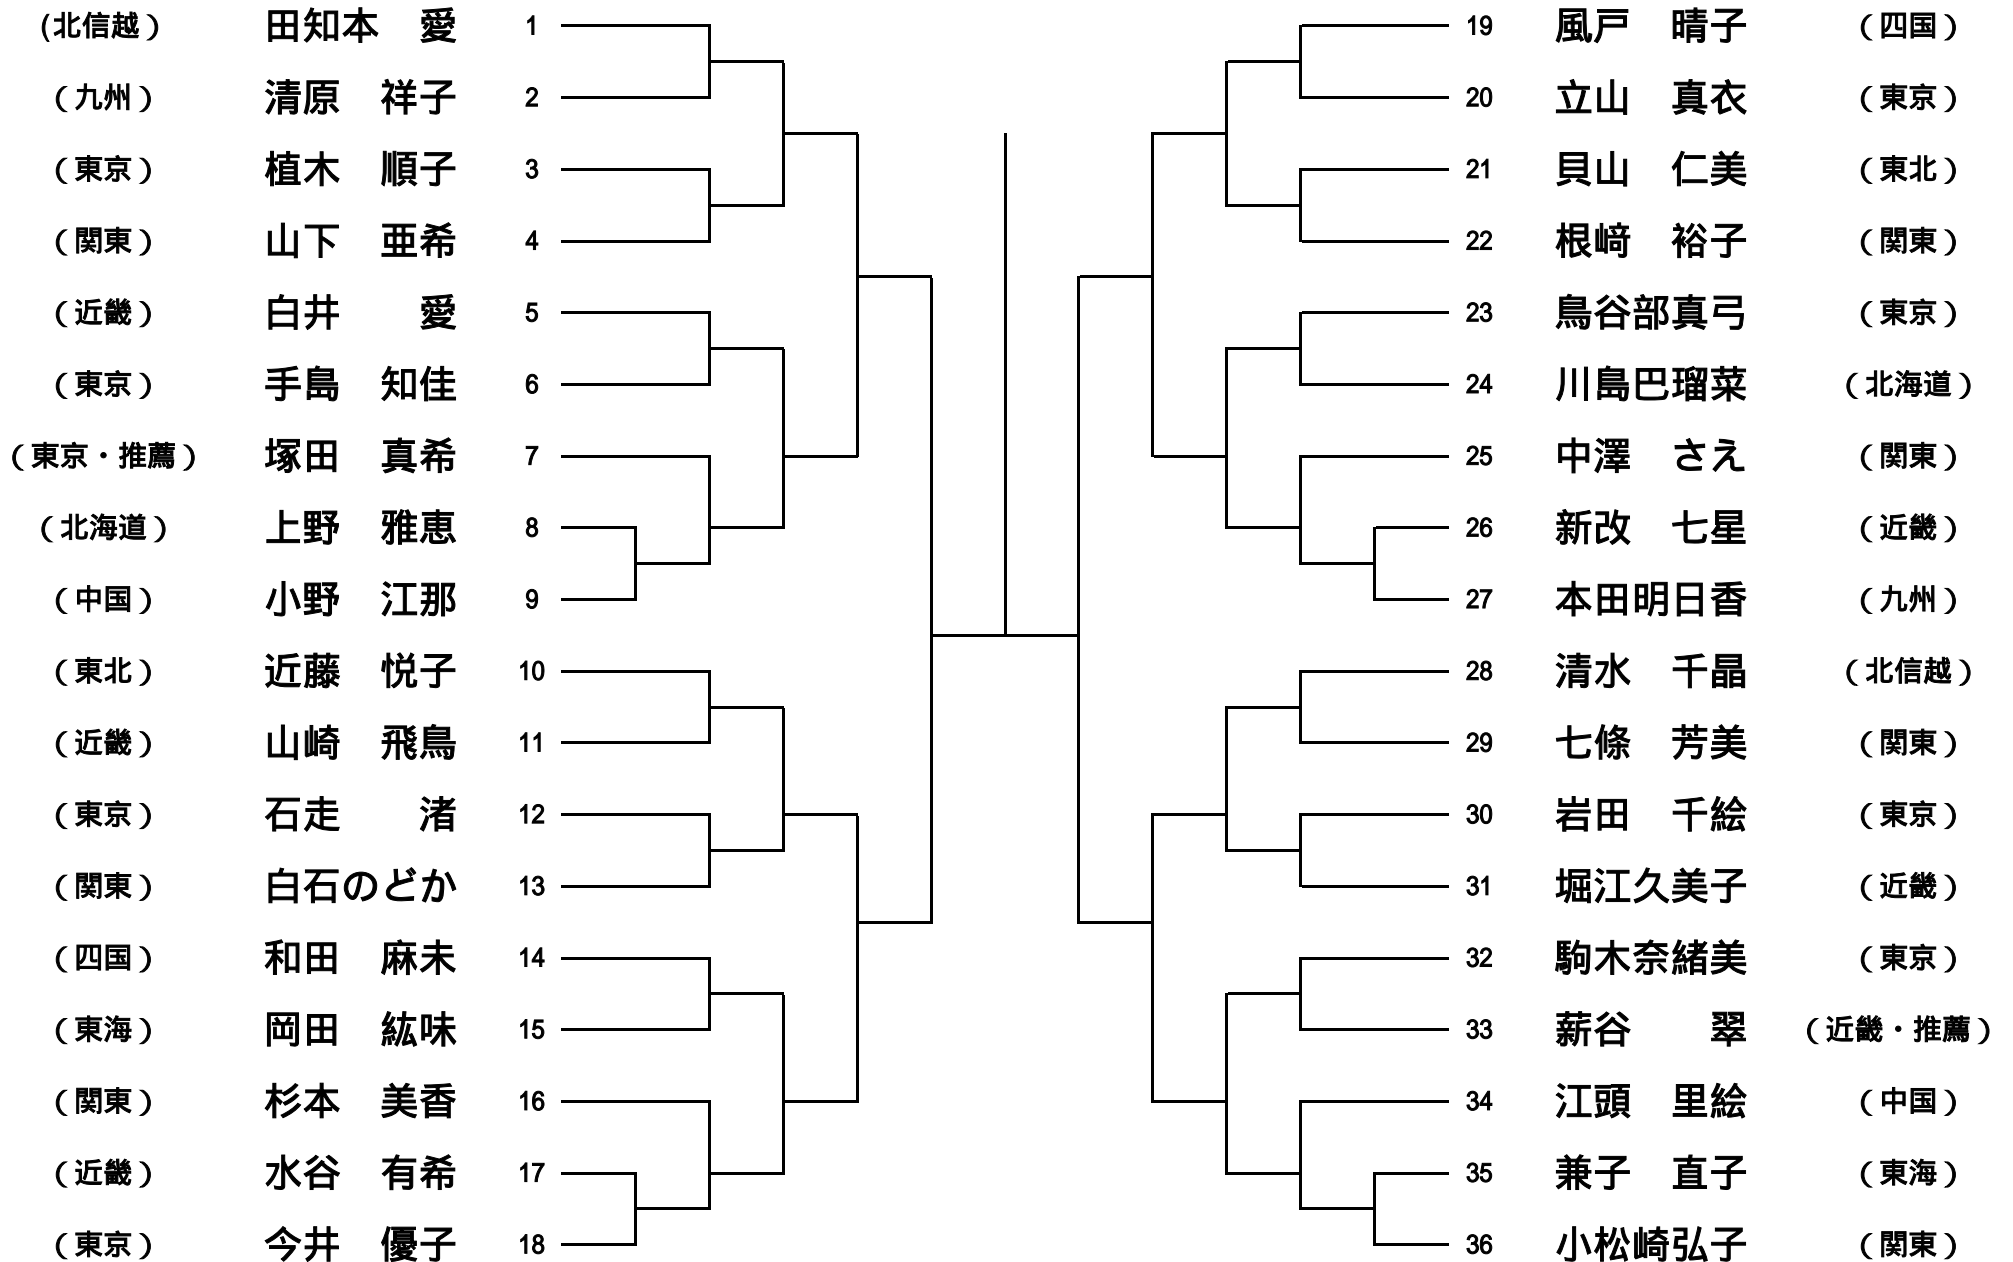 (北信越) 田知本 愛 1
(九州) 清原 祥子 2
(東京) 植木 順子 3
(関東) 山下 亜希 4
(近畿) 白井 愛 5
(東京) 手島 知佳 6
(東京・推薦) 塚田 真希 7
(北海道) 上野 雅恵 8
(中国) 小野 江那 9
(東北) 近藤 悦子 10
(近畿) 山崎 飛鳥 11
(東京) 石走 渚 12
(関東) 白石のどか 13
(四国) 和田 麻未 14
(東海) 岡田 紘味 15
(関東) 杉本 美香 16
(近畿) 水谷 有希 17
(東京) 今井 優子 18
19 風戸 晴子 (四国)
20 立山 真衣 (東京)
21 貝山 仁美 (東北)
22 根﨑 裕子 (関東)
23 鳥谷部真弓 (東京)
24 川島巴瑠菜 (北海道)
25 中澤 さえ (関東)
26 新改 七星 (近畿)
27 本田明日香 (九州)
28 清水 千晶 (北信越)
29 七條 芳美 (関東)
30 岩田 千絵 (東京)
31 堀江久美子 (近畿)
32 駒木奈緒美 (東京)
33 薪谷 翠 (近畿・推薦)
34 江頭 里絵 (中国)
35 兼子 直子 (東海)
36 小松崎弘子 (関東)